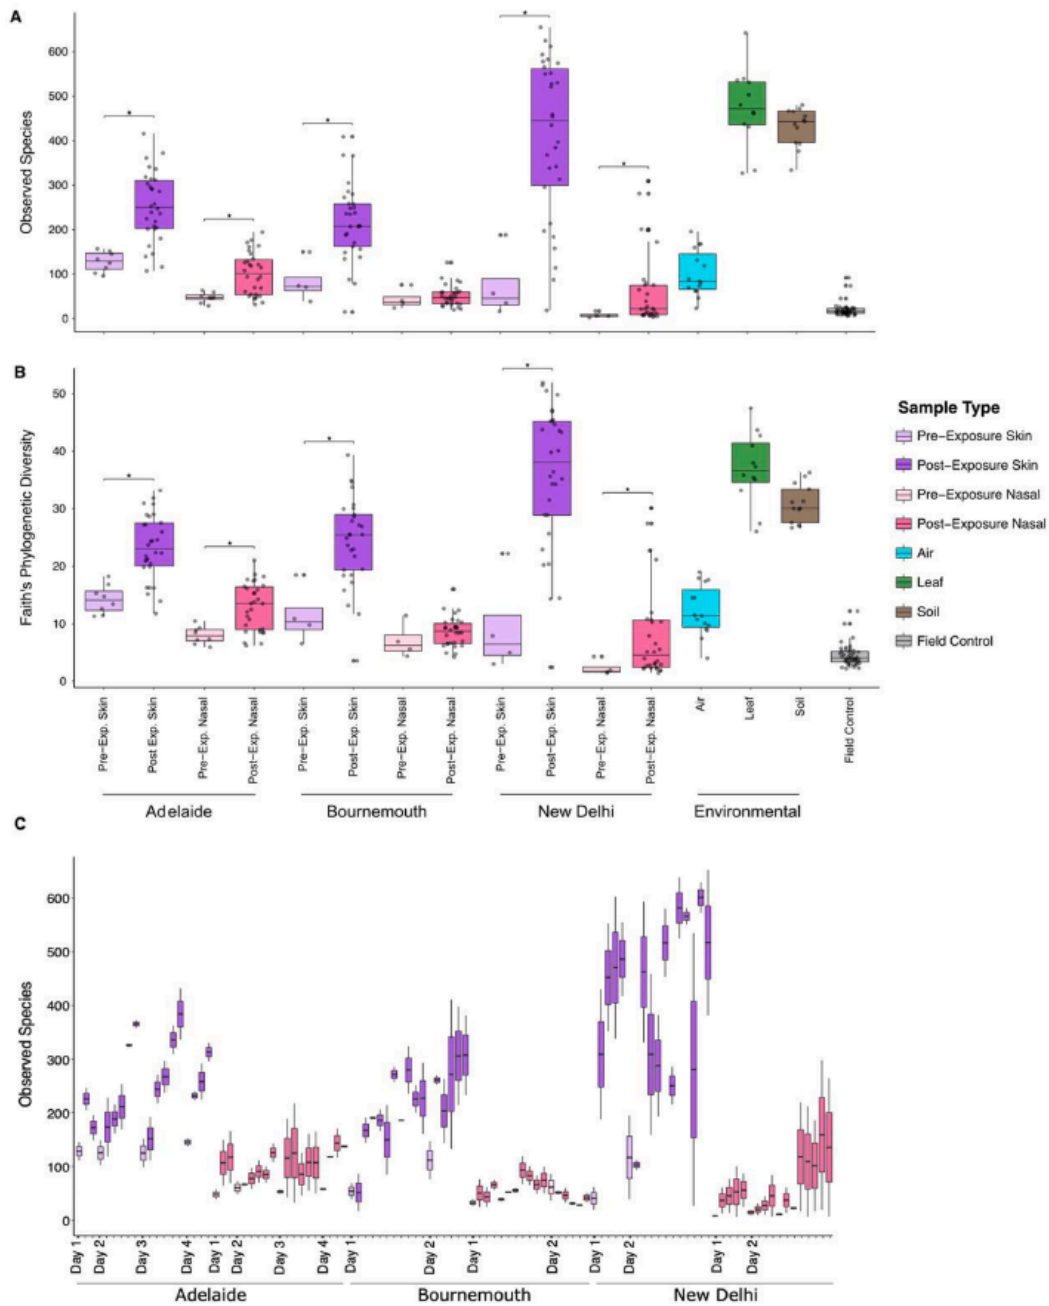 A
Observed Species
600
500
400
300
200
100
0
*
*
*
*
*
B
Faith's Phylogenetic Diversity
50
40
30
20
10
0
*
*
*
*
*
Sample Type
Pre-Exposure Skin
Post-Exposure Skin
Pre-Exposure Nasal
Post-Exposure Nasal
Air
Leaf
Soil
Field Control
Pre-Exp. Skin
Post Exp. Skin
Pre-Exp. Nasal
Post-Exp. Nasal
Pre-Exp. Skin
Post-Exp. Skin
Pre-Exp. Nasal
Post-Exp. Nasal
Pre-Exp. Skin
Post-Exp. Skin
Pre-Exp. Nasal
Post-Exp. Nasal
Air
Leaf
Soil
Field Control
Adelaide
Bournemouth
New Delhi
Environmental
C
Observed Species
600
500
400
300
200
100
0
Day 1
Day 2
Day 3
Day 4
Day 1
Day 2
Day 3
Day 4
Day 1
Day 2
Day 1
Day 2
Day 1
Day 2
Day 1
Day 2
Adelaide
Bournemouth
New Delhi